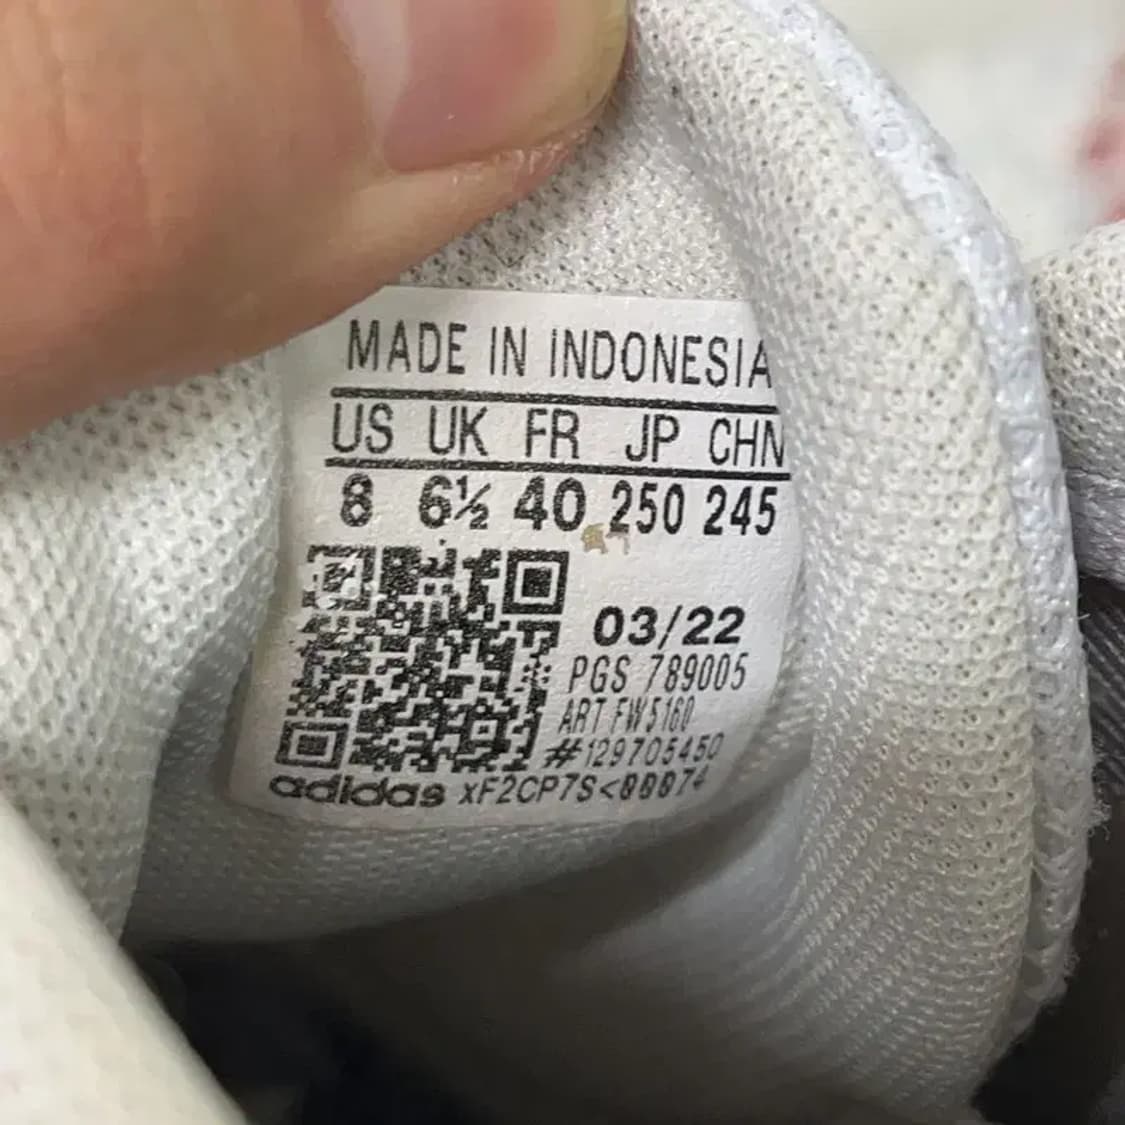 MADE IN INDONESIA
US UK FR JP CHN
8 6½ 40 250 245
03/22
PGS 789005
ART FW5160
#129705450
adidas xF2CP7S<00074